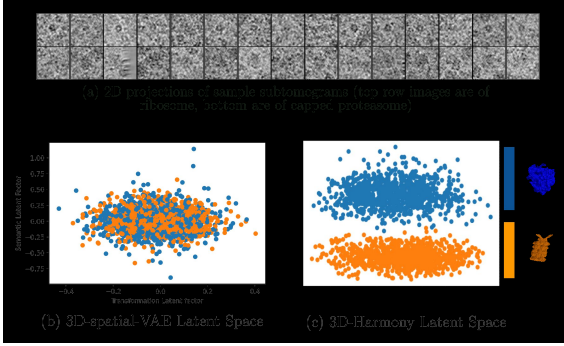 (a) 2D projections of sample subtomograms (top row images are of
ribosome, bottom are of capped proteasome)
1.00
0.75
0.50
0.25
0.00
−0.25
−0.50
−0.75
Semantic Latent Factor
−0.4
−0.2
0.0
0.2
0.4
Transformation Latent factor
(b) 3D-spatial-VAE Latent Space
(c) 3D-Harmony Latent Space